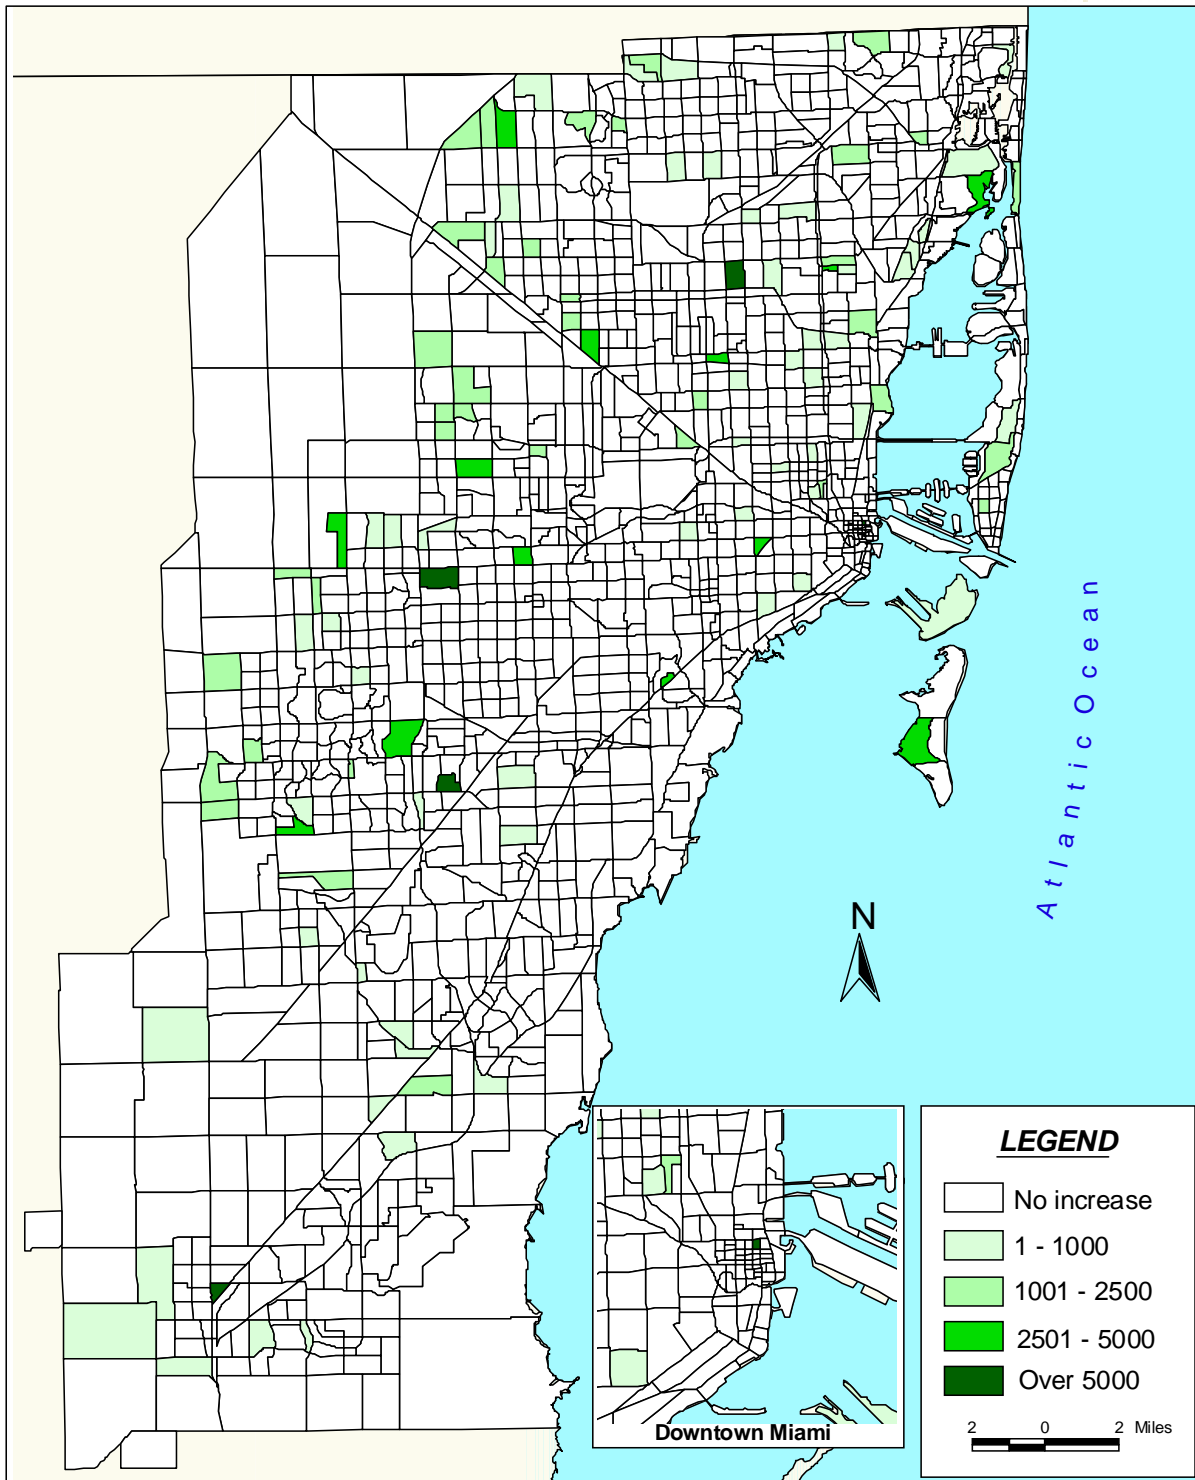 Atlantic Ocean
N
Downtown Miami
LEGEND
No increase
1 - 1000
1001 - 2500
2501 - 5000
Over 5000
2 0 2 Miles